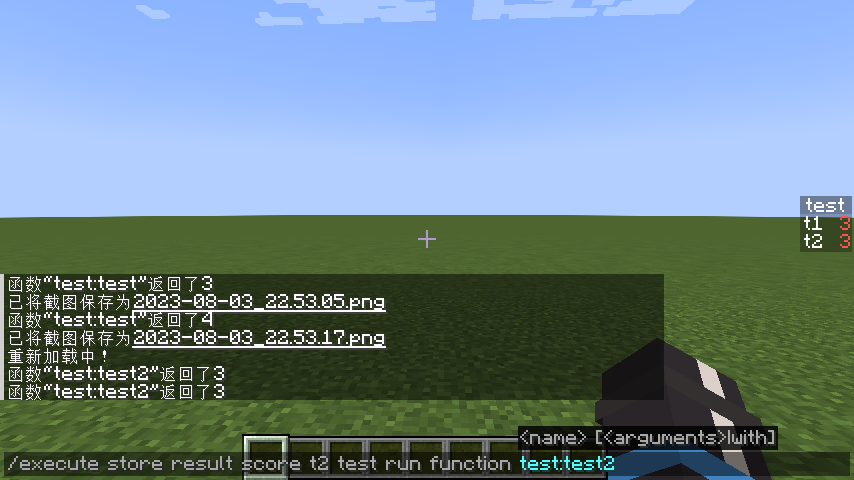 test
t1 3
t2 3
函数“test:test”返回了3
已将截图保存为2023-08-03_22.53.05.png
函数“test:test”返回了4
已将截图保存为2023-08-03_22.53.17.png
重新加载中！
函数“test:test2”返回了3
函数“test:test2”返回了3
<name> [<arguments>|with]
/execute store result score t2 test run function test:test2